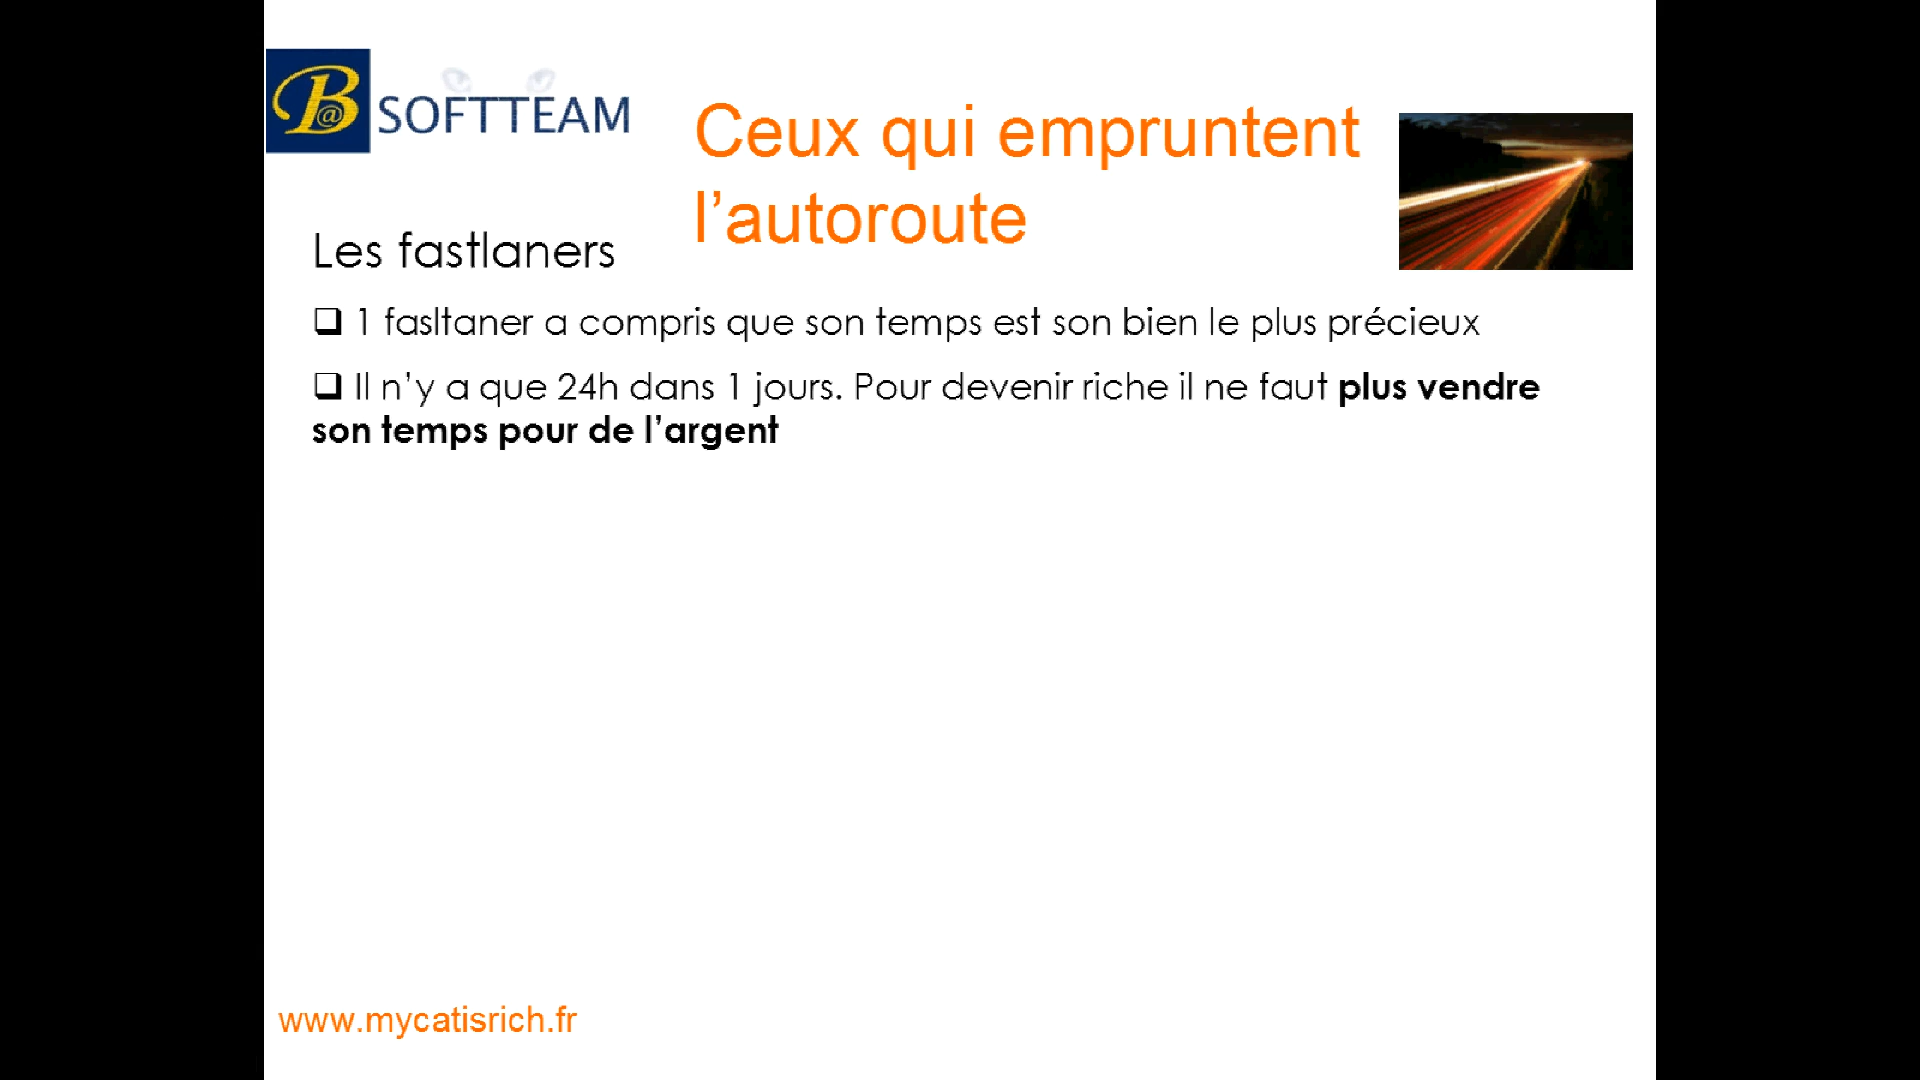 B@ SOFTTEAM
Ceux qui empruntent
l’autoroute
Les fastlaners
❑ 1 fasltaner a compris que son temps est son bien le plus précieux
❑ Il n’y a que 24h dans 1 jours. Pour devenir riche il ne faut plus vendre
son temps pour de l’argent
www.mycatisrich.fr